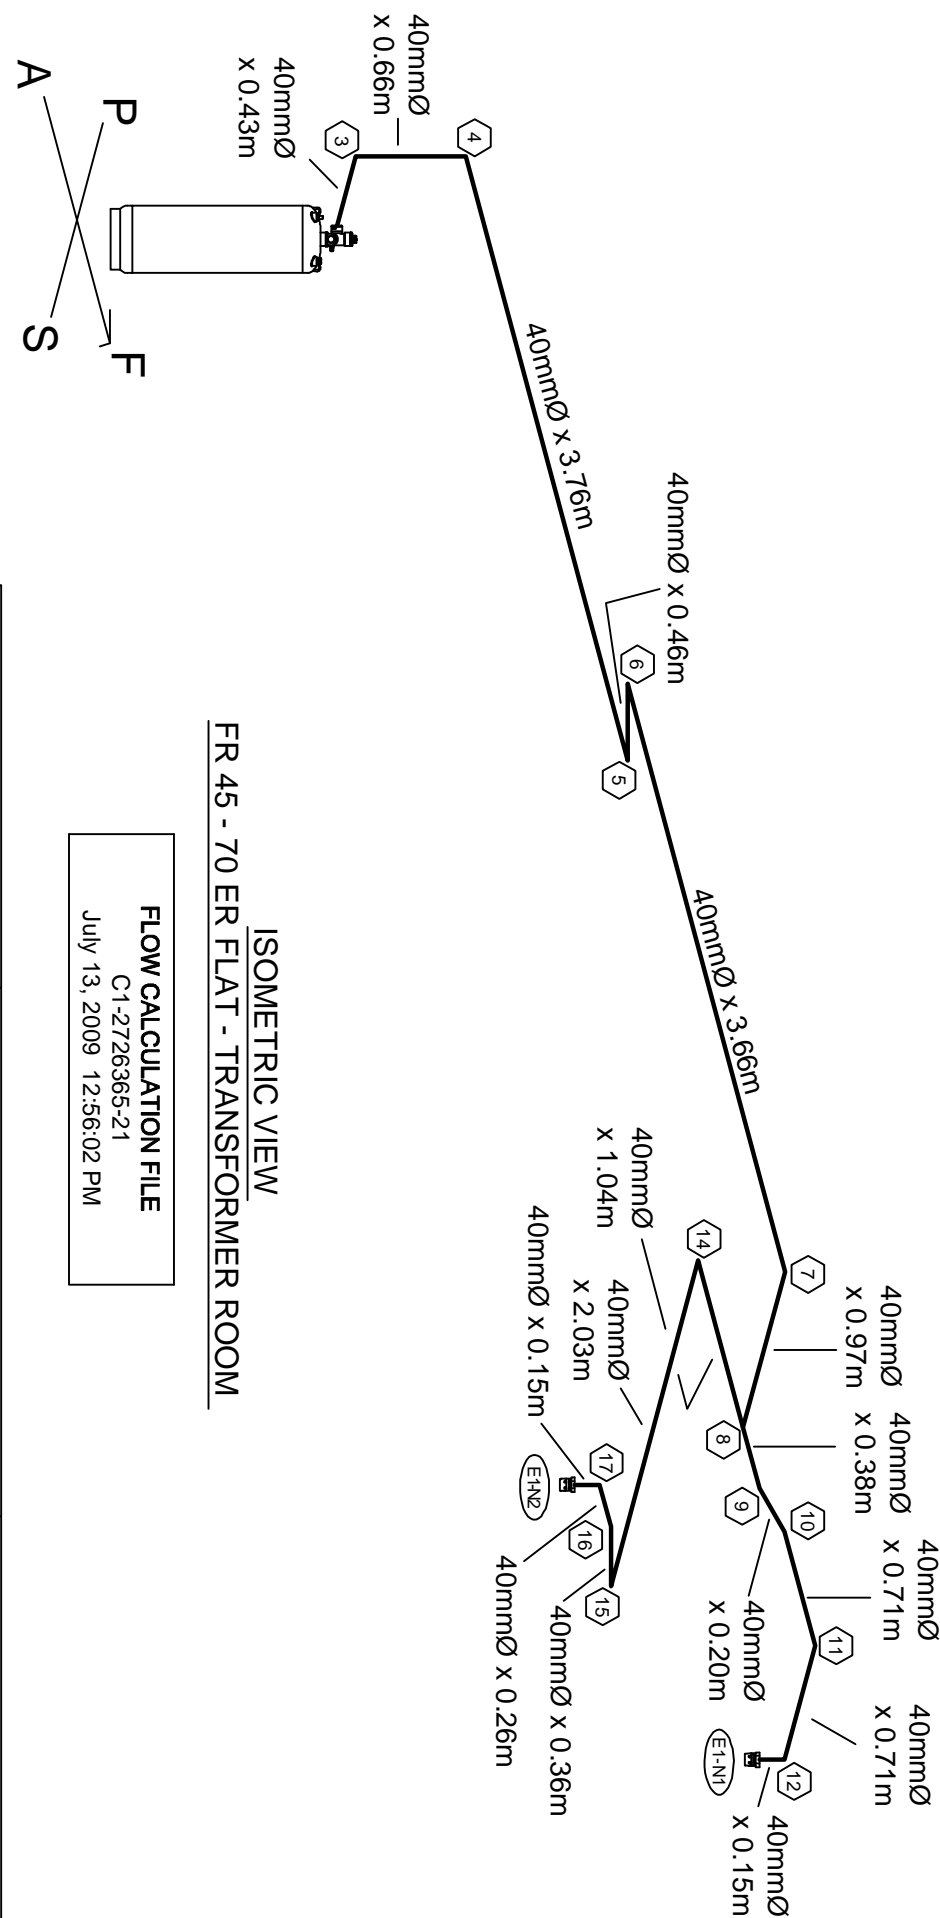 40mmØ
x 0.66m
40mmØ
x 0.43m
3
4
A
P
S
F
40mmØ x 3.76m
40mmØ x 0.46m
6
5
40mmØ x 3.66m
7
40mmØ
x 0.97m
40mmØ
x 0.38m
40mmØ
x 0.71m
40mmØ
x 0.71m
8
9
10
11
12
40mmØ
x 0.20m
E1-N1
40mmØ
x 0.15m
14
40mmØ
x 1.04m
40mmØ
x 2.03m
40mmØ x 0.15m
17
E1-N2
16
15
40mmØ x 0.36m
40mmØ x 0.26m
ISOMETRIC VIEW
FR 45 - 70 ER FLAT - TRANSFORMER ROOM
FLOW CALCULATION FILE
C1-2726365-21
July 13, 2009 12:56:02 PM